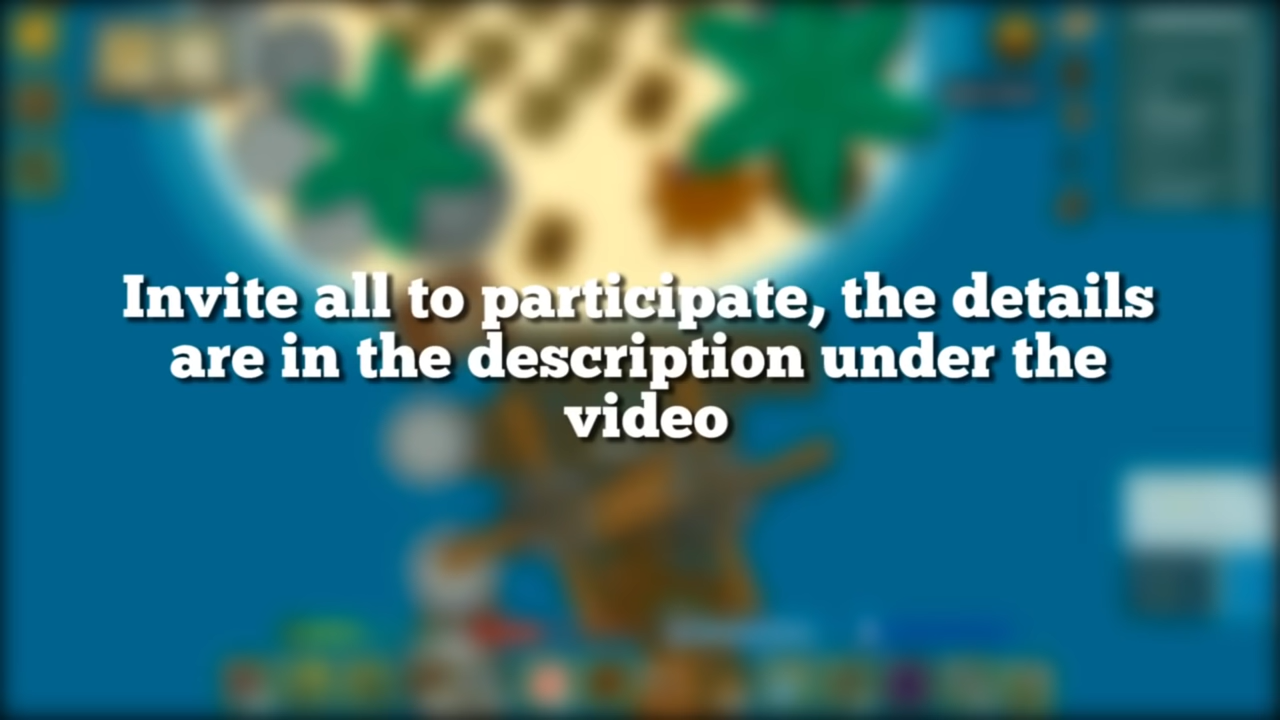 Invite all to participate, the details
are in the description under the
video